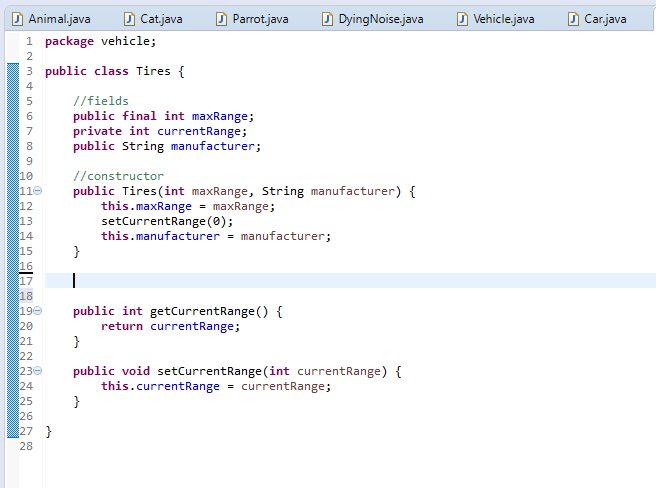 Animal.java Cat.java Parrot.java DyingNoise.java Vehicle.java Car.java
1 package vehicle;
2
3 public class Tires {
4
5     //fields
6     public final int maxRange;
7     private int currentRange;
8     public String manufacturer;
9
10     //constructor
11     public Tires(int maxRange, String manufacturer) {
12         this.maxRange = maxRange;
13         setCurrentRange(0);
14         this.manufacturer = manufacturer;
15     }
16
17
18
19     public int getCurrentRange() {
20         return currentRange;
21     }
22
23     public void setCurrentRange(int currentRange) {
24         this.currentRange = currentRange;
25     }
26
27 }
28